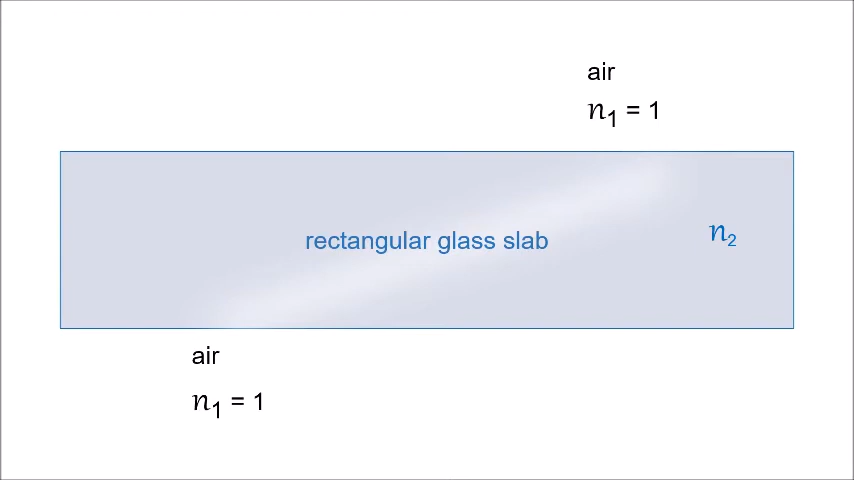 air
n₁ = 1
rectangular glass slab
n₂
air
n₁ = 1